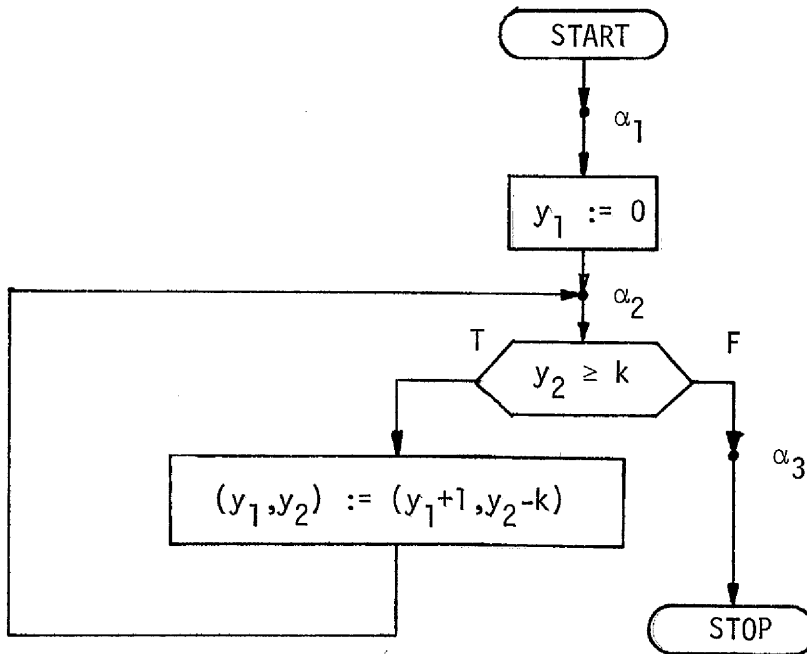 START
α₁
y₁ := 0
α₂
T
F
y₂ ≥ k
α₃
(y₁,y₂) := (y₁+1,y₂-k)
STOP